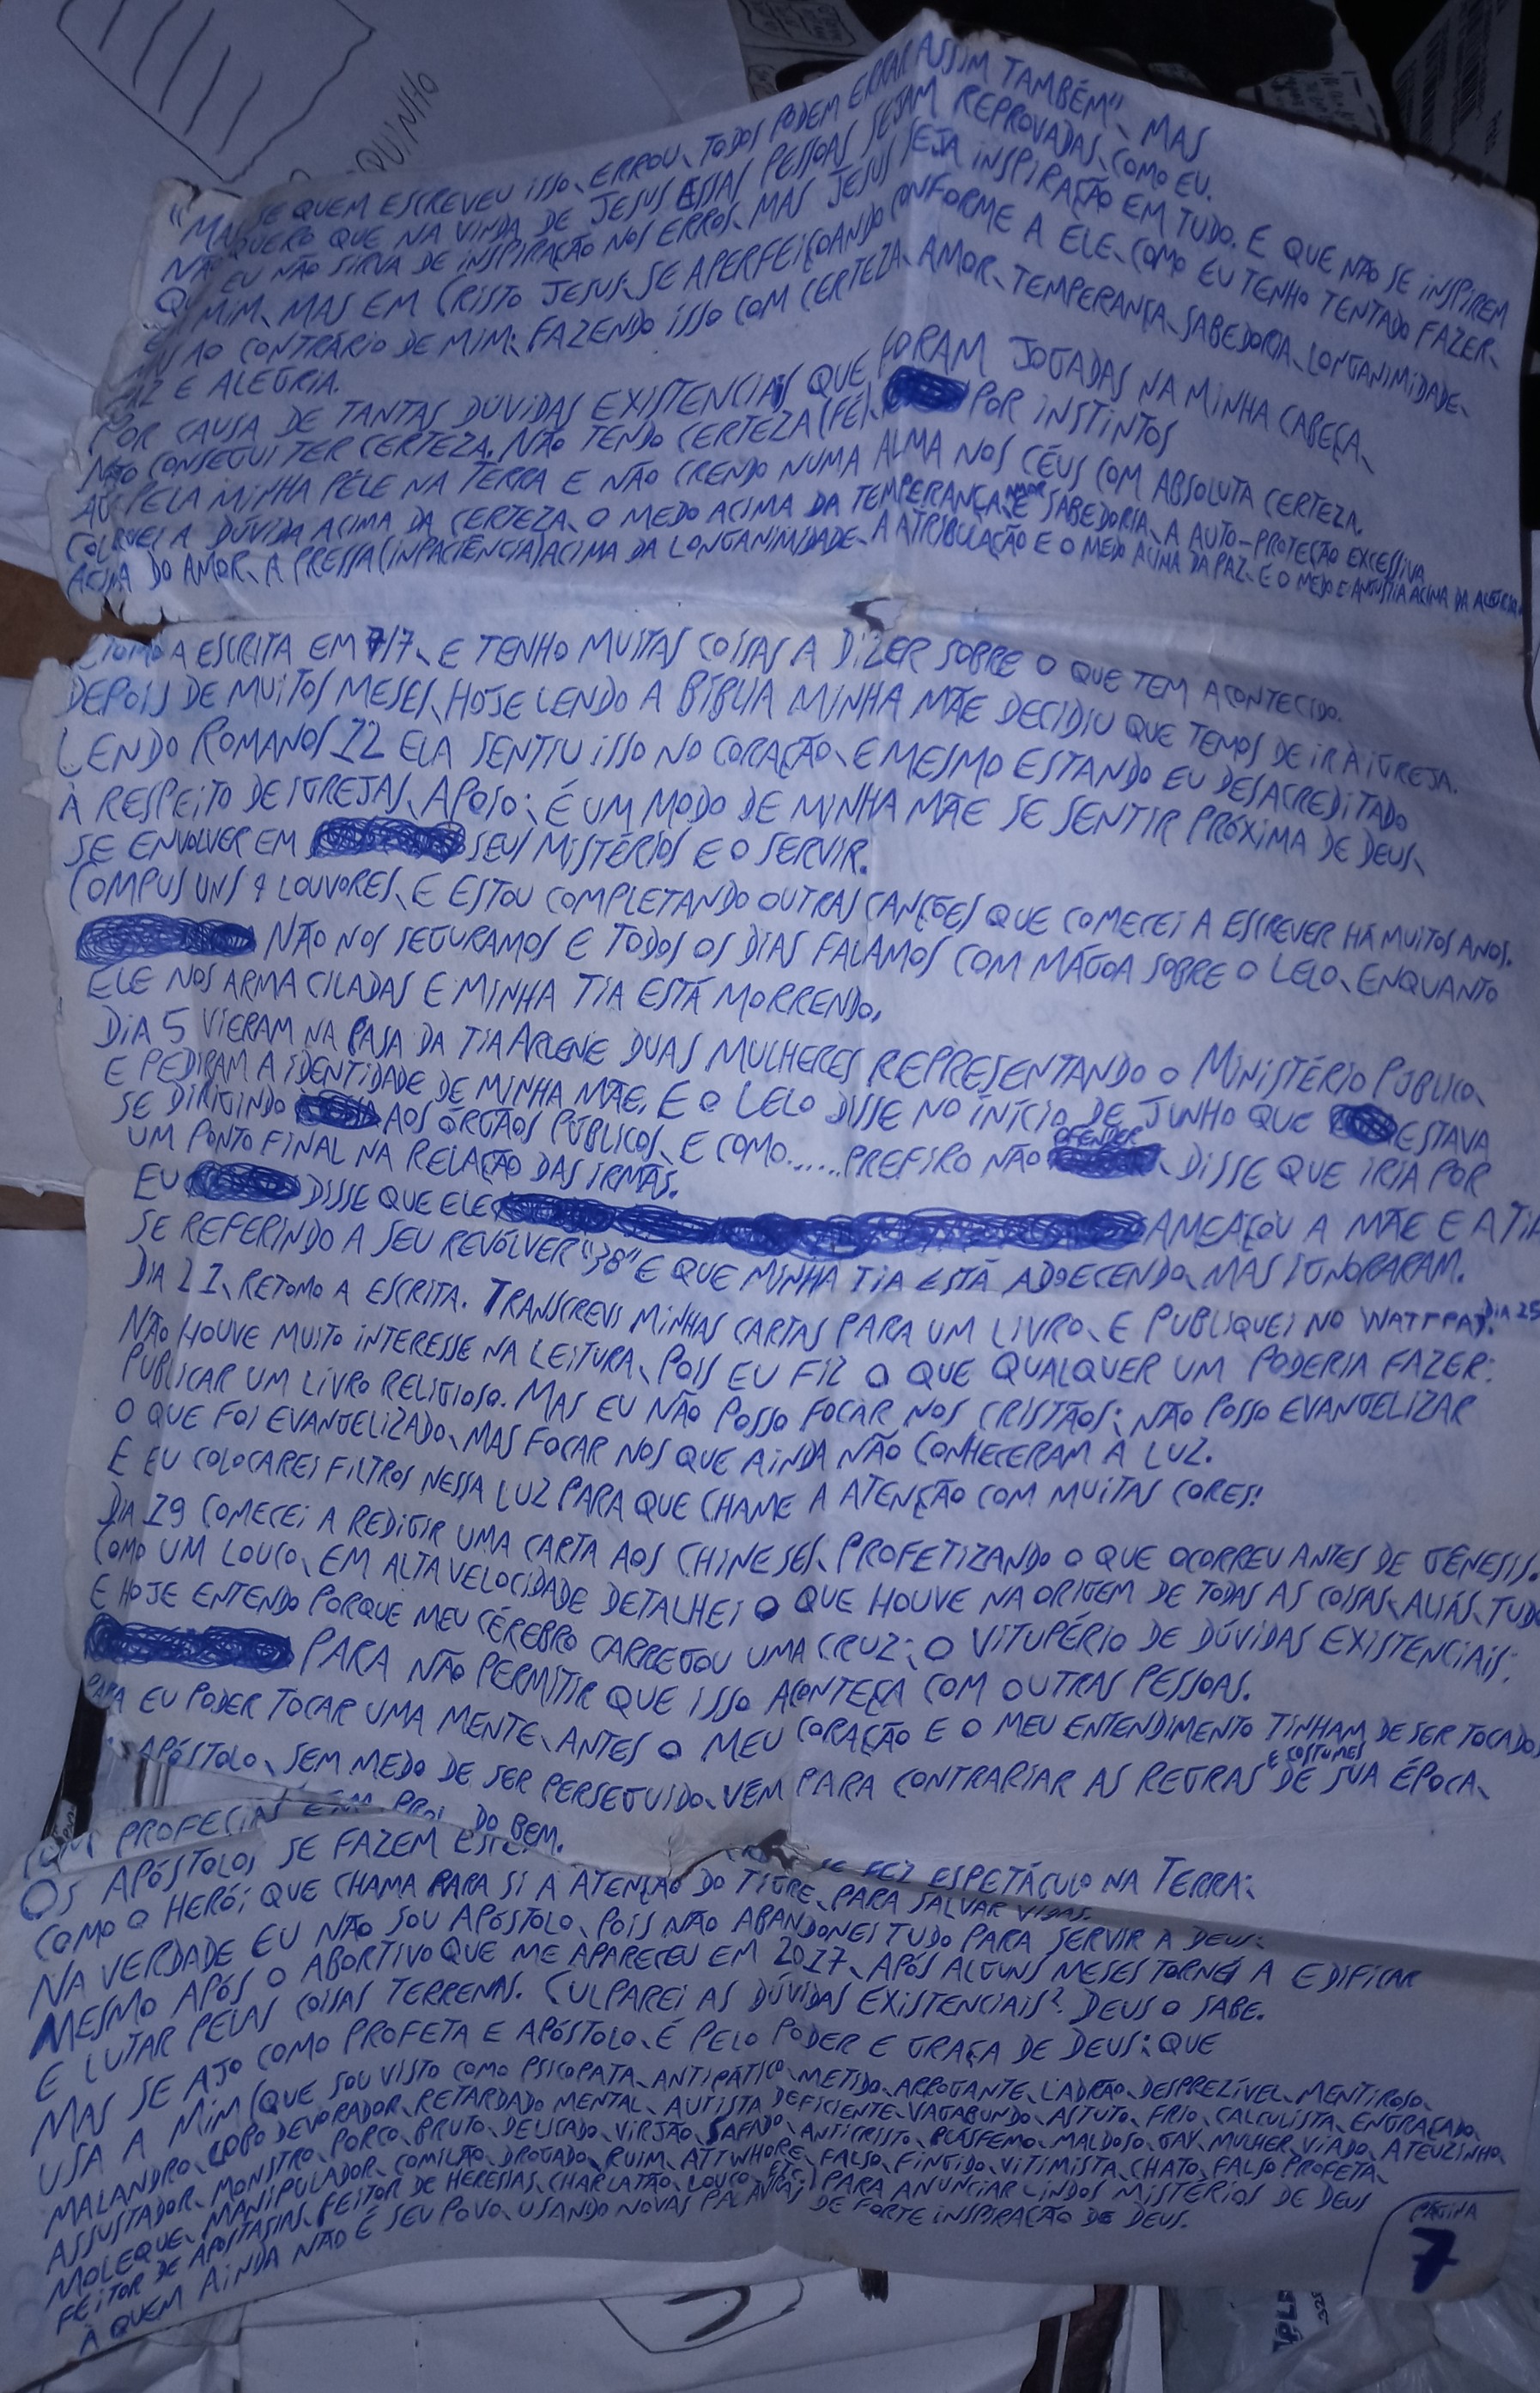 QUINHO
"MAS SE QUEM ESCREVEU ISSO, ERROU, TODOS PODEM ERRAR ASSIM TAMBÉM", MAS
NÃO QUERO QUE NA VINDA DE JESUS ESSAS PESSOAS SEJAM REPROVADAS, COMO EU.
QUE EU NÃO SIRVA DE INSPIRAÇÃO NOS ERROS, MAS JESUS SEJA INSPIRAÇÃO EM TUDO. E QUE NÃO SE INSPIREM
EM MIM, MAS EM CRISTO JESUS, SE APERFEIÇOANDO CONFORME A ELE, COMO EU TENHO TENTADO FAZER,
AO CONTRÁRIO DE MIM: FAZENDO ISSO COM CERTEZA, AMOR, TEMPERANÇA, SABEDORIA, LONGANIMIDADE,
PAZ E ALEGRIA.
POR CAUSA DE TANTAS DÚVIDAS EXISTENCIAIS QUE FORAM JOGADAS NA MINHA CABEÇA,
NÃO CONSEGUI TER CERTEZA. NÃO TENDO CERTEZA (FÉ), POR INSTINTOS
PELA MINHA PÉLE NA TERRA E NÃO CRENDO NUMA ALMA NOS CÉUS COM ABSOLUTA CERTEZA.
COLOQUEI A DÚVIDA ACIMA DA CERTEZA, O MEDO ACIMA DA TEMPERANÇA, E SABEDORIA, A AUTO-PROTEÇÃO EXCESSIVA
ACIMA DO AMOR, A PRESSA (INPACIÊNCIA) ACIMA DA LONGANIMIDADE, A ATRIBULAÇÃO E O MEDO ACIMA DA PAZ, E O MEDO E ANGUSTIA ACIMA DA ALEGRIA.
RETOMO A ESCRITA EM 7/7, E TENHO MUITAS COISAS A DIZER SOBRE O QUE TEM ACONTECIDO.
DEPOIS DE MUITOS MESES, HOJE LENDO A BÍBLIA MINHA MÃE DECIDIU QUE TEMOS DE IR À IGREJA.
LENDO ROMANOS 12 ELA SENTIU ISSO NO CORAÇÃO, E MESMO ESTANDO EU DESACREDITADO
À RESPEITO DE IGREJAS, APOIO: É UM MODO DE MINHA MÃE SE SENTIR PRÓXIMA DE DEUS,
SE ENVOLVER EM SEUS MISTÉRIOS E O SERVIR.
COMPUS UNS 9 LOUVORES, E ESTOU COMPLETANDO OUTRAS CANÇÕES QUE COMECEI A ESCREVER HÁ MUITOS ANOS.
NÃO NOS SEGURAMOS E TODOS OS DIAS FALAMOS COM MÁGOA SOBRE O LELO, ENQUANTO
ELE NOS ARMA CILADAS E MINHA TIA ESTÁ MORRENDO.
DIA 5 VIERAM NA CASA DA TIA ARLENE DUAS MULHERES REPRESENTANDO O MINISTÉRIO PÚBLICO,
E PEDIRAM A IDENTIDADE DE MINHA MÃE. E O LELO DISSE NO INÍCIO DE JUNHO QUE ESTAVA
SE DIRIGINDO AOS ÓRGÃOS PÚBLICOS, E COMO...... PREFIRO NÃO OFENDER, DISSE QUE IRIA POR
UM PONTO FINAL NA RELAÇÃO DAS IRMÃS.
EU DISSE QUE ELE AMEAÇOU A MÃE E A TIA
SE REFERINDO A SEU REVÓLVER "38" E QUE MINHA TIA ESTÁ ADOECENDO, MAS IGNORARAM.
DIA 21, RETOMO A ESCRITA. TRANSCREVI MINHAS CARTAS PARA UM LIVRO, E PUBLIQUEI NO WATTPAD. DIA 25
NÃO HOUVE MUITO INTERESSE NA LEITURA, POIS EU FIZ O QUE QUALQUER UM PODERIA FAZER:
PUBLICAR UM LIVRO RELIGIOSO. MAS EU NÃO POSSO FOCAR NOS CRISTÃOS: NÃO POSSO EVANGELIZAR
O QUE FOI EVANGELIZADO, MAS FOCAR NOS QUE AINDA NÃO CONHECERAM A LUZ.
E EU COLOCAREI FILTROS NESSA LUZ PARA QUE CHAME A ATENÇÃO COM MUITAS CORES!
DIA 19 COMECEI A REDIGIR UMA CARTA AOS CHINESES, PROFETIZANDO O QUE OCORREU ANTES DE GÊNESIS.
COMO UM LOUCO, EM ALTA VELOCIDADE DETALHEI O QUE HOUVE NA ORIGEM DE TODAS AS COISAS, ALIÁS, TUDO
E HOJE ENTENDO PORQUE MEU CÉREBRO CARREGOU UMA CRUZ: O VITUPÉRIO DE DÚVIDAS EXISTENCIAIS;
PARA NÃO PERMITIR QUE ISSO ACONTEÇA COM OUTRAS PESSOAS.
PARA EU PODER TOCAR UMA MENTE, ANTES O MEU CORAÇÃO E O MEU ENTENDIMENTO TINHAM DE SER TOCADOS
APÓSTOLO, SEM MEDO DE SER PERSEGUIDO, VEM PARA CONTRARIAR AS REGRAS E COSTUMES DE SUA ÉPOCA,
COM PROFECIAS DO BEM.
OS APÓSTOLOS SE FAZEM SE FEZ ESPETÁCULO NA TERRA:
COMO O HERÓI QUE CHAMA PARA SI A ATENÇÃO DO TIGRE, PARA SALVAR VIDAS.
NA VERDADE EU NÃO SOU APÓSTOLO, POIS NÃO ABANDONEI TUDO PARA SERVIR A DEUS:
MESMO APÓS O ABORTIVO QUE ME APARECEU EM 2017, APÓS ALGUNS MESES TORNEI A EDIFICAR
E LUTAR PELAS COISAS TERRENAS. CULPAREI AS DÚVIDAS EXISTENCIAIS? DEUS O SABE.
MAS SE AJO COMO PROFETA E APÓSTOLO, É PELO PODER E GRAÇA DE DEUS: QUE
USA A MIM (QUE SOU VISTO COMO PSICOPATA, ANTIPÁTICO, METIDO, ARROGANTE, LADRÃO, DESPREZÍVEL, MENTIROSO,
MALANDRO, LOBO DEVORADOR, RETARDADO MENTAL, AUTISTA, DEFICIENTE, VAGABUNDO, ASTUTO, FRIO, CALCULISTA, ENGRAÇADO,
ASSUSTADOR, MONSTRO, PORCO, BRUTO, DELICADO, VIRJÃO, SAFADO, ANTICRISTO, BLÁSFEMO, MALDOSO, GAY, MULHER, VIADO, ATEUZINHO,
MOLEQUE, MANIPULADOR, COMILÃO, DROGADO, RUIM, ATTWHORE, FALSO, FINGIDO, VITIMISTA, CHATO, FALSO PROFETA,
FEITOR DE APOSTASIAS, FEITOR DE HERESIAS, CHARLATÃO, LOUCO, ETC.) PARA ANUNCIAR LINDOS MISTÉRIOS DE DEUS
À QUEM AINDA NÃO É SEU POVO, USANDO NOVAS PALAVRAS DE FORTE INSPIRAÇÃO DE DEUS.
PÁGINA
7